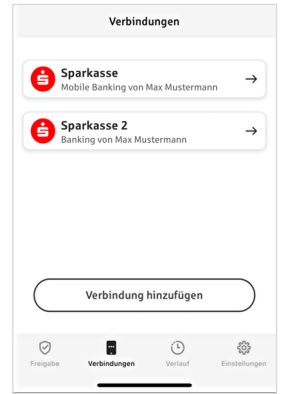 Verbindungen
Sparkasse
Mobile Banking von Max Mustermann
Sparkasse 2
Banking von Max Mustermann
Verbindung hinzufügen
Freigabe Verbindungen Verlauf Einstellungen